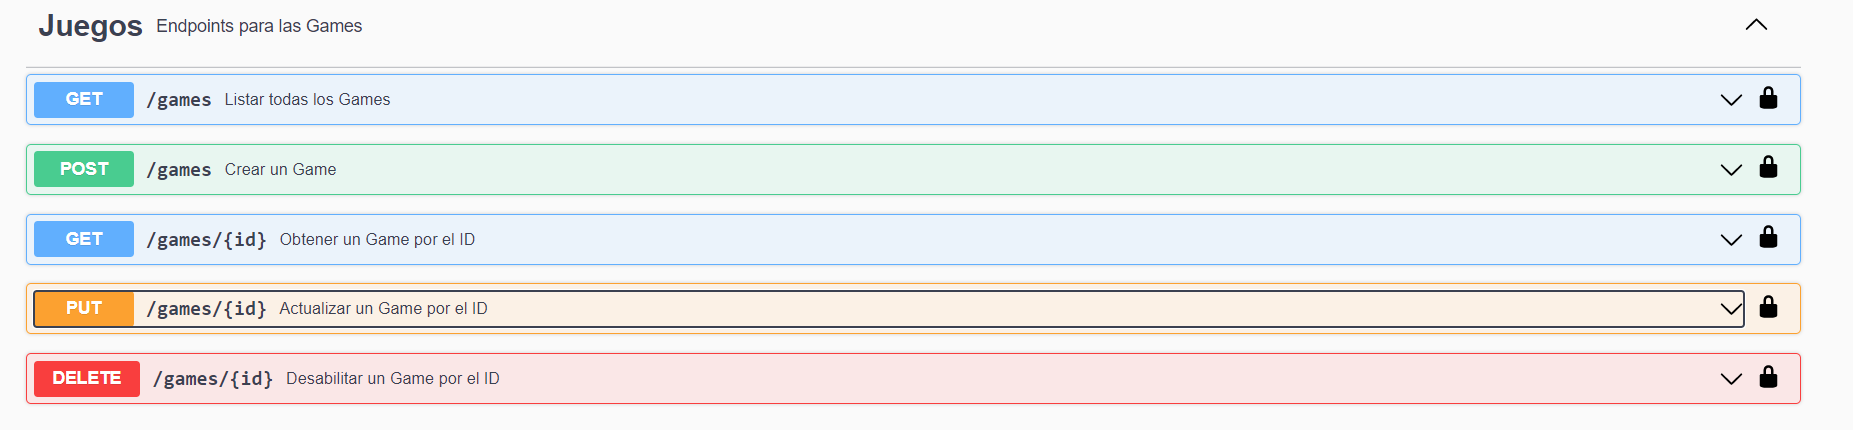 Juegos Endpoints para las Games
GET /games Listar todas los Games
POST /games Crear un Game
GET /games/{id} Obtener un Game por el ID
PUT /games/{id} Actualizar un Game por el ID
DELETE /games/{id} Desabilitar un Game por el ID